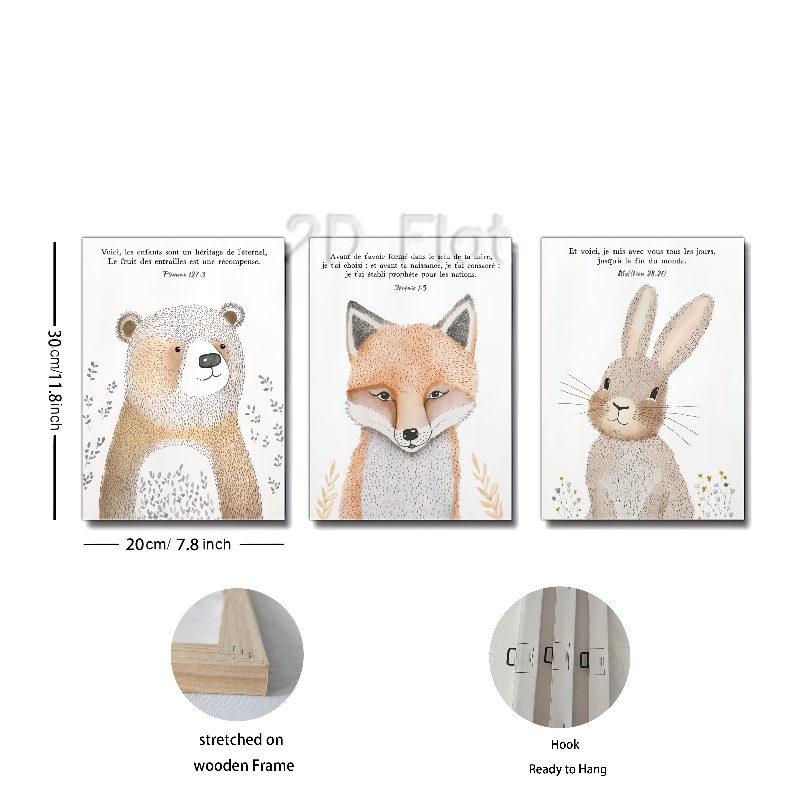 2D Flat
Voici, les enfants sont un héritage de l'éternel,
Le fruit des entrailles est une récompense.
Psaume 127:3
Avant de t'avoir formé dans le sein de ta mère,
je t'ai choisi ; et avant ta naissance, je t'ai consacré :
je t'ai établi prophète pour les nations.
Jérémie 1:5
Et voici, je suis avec vous tous les jours,
jusqu'à la fin du monde.
Matthieu 28:20
30cm/11.8inch
20cm/ 7.8 inch
stretched on
wooden Frame
Hook
Ready to Hang